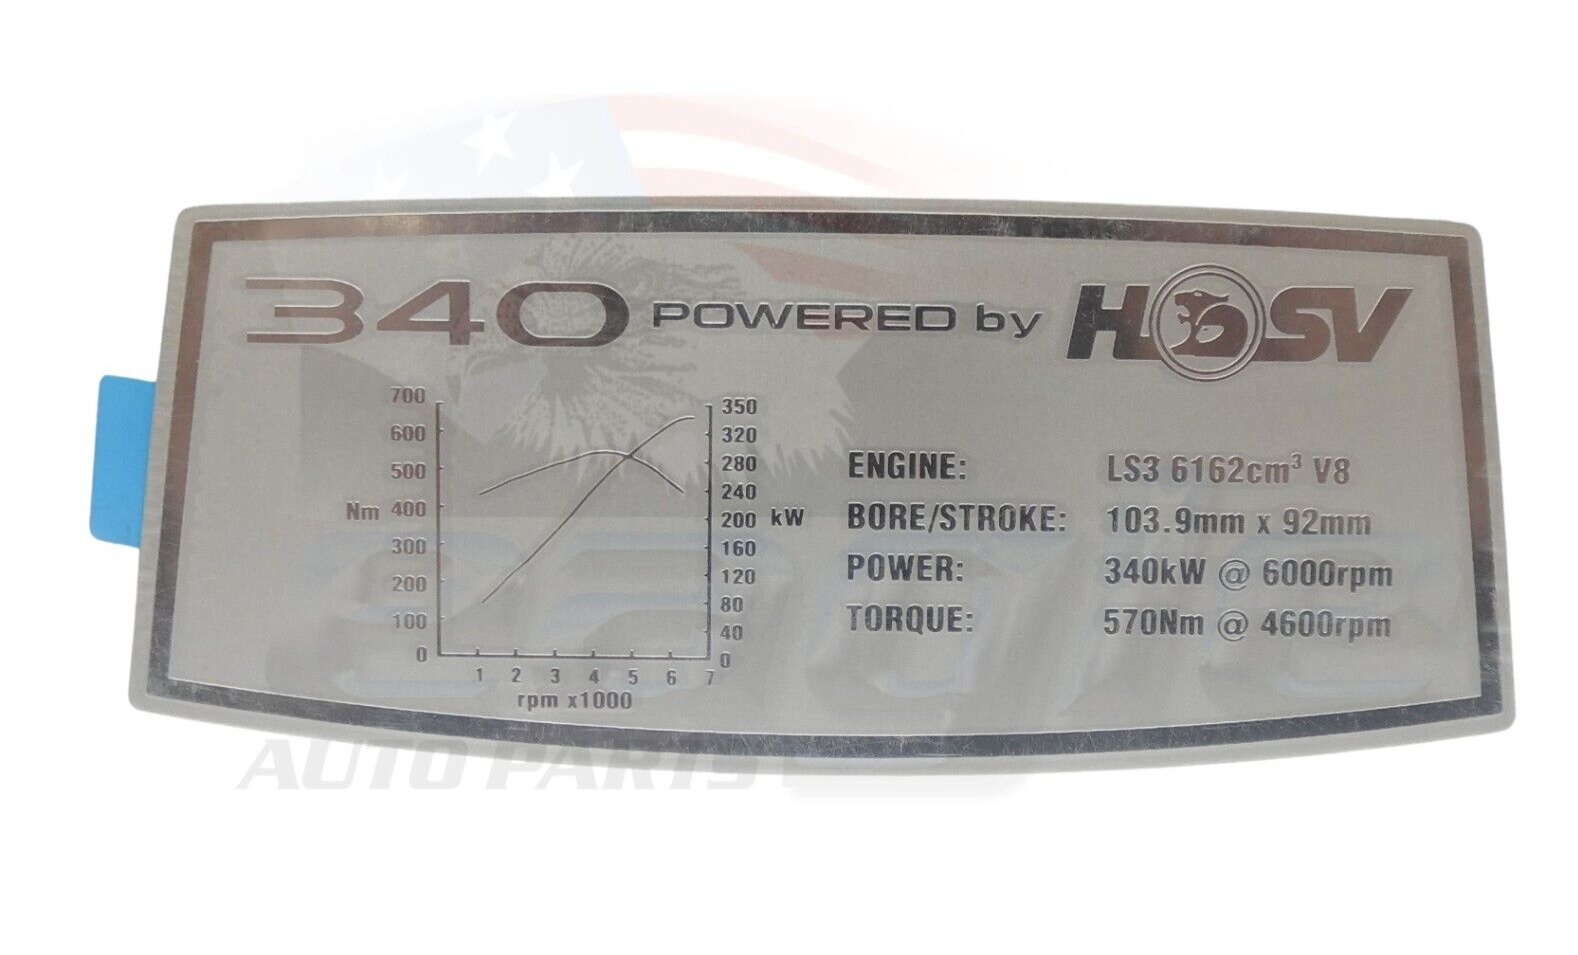 340 POWERED by HSV
700
600
500
Nm 400
300
200
100
0
350
320
280
240
200 kW
160
120
80
40
0
1 2 3 4 5 6 7
rpm x1000
ENGINE: LS3 6162cm³ V8
BORE/STROKE: 103.9mm x 92mm
POWER: 340kW @ 6000rpm
TORQUE: 570Nm @ 4600rpm
eagle
AUTO PARTS